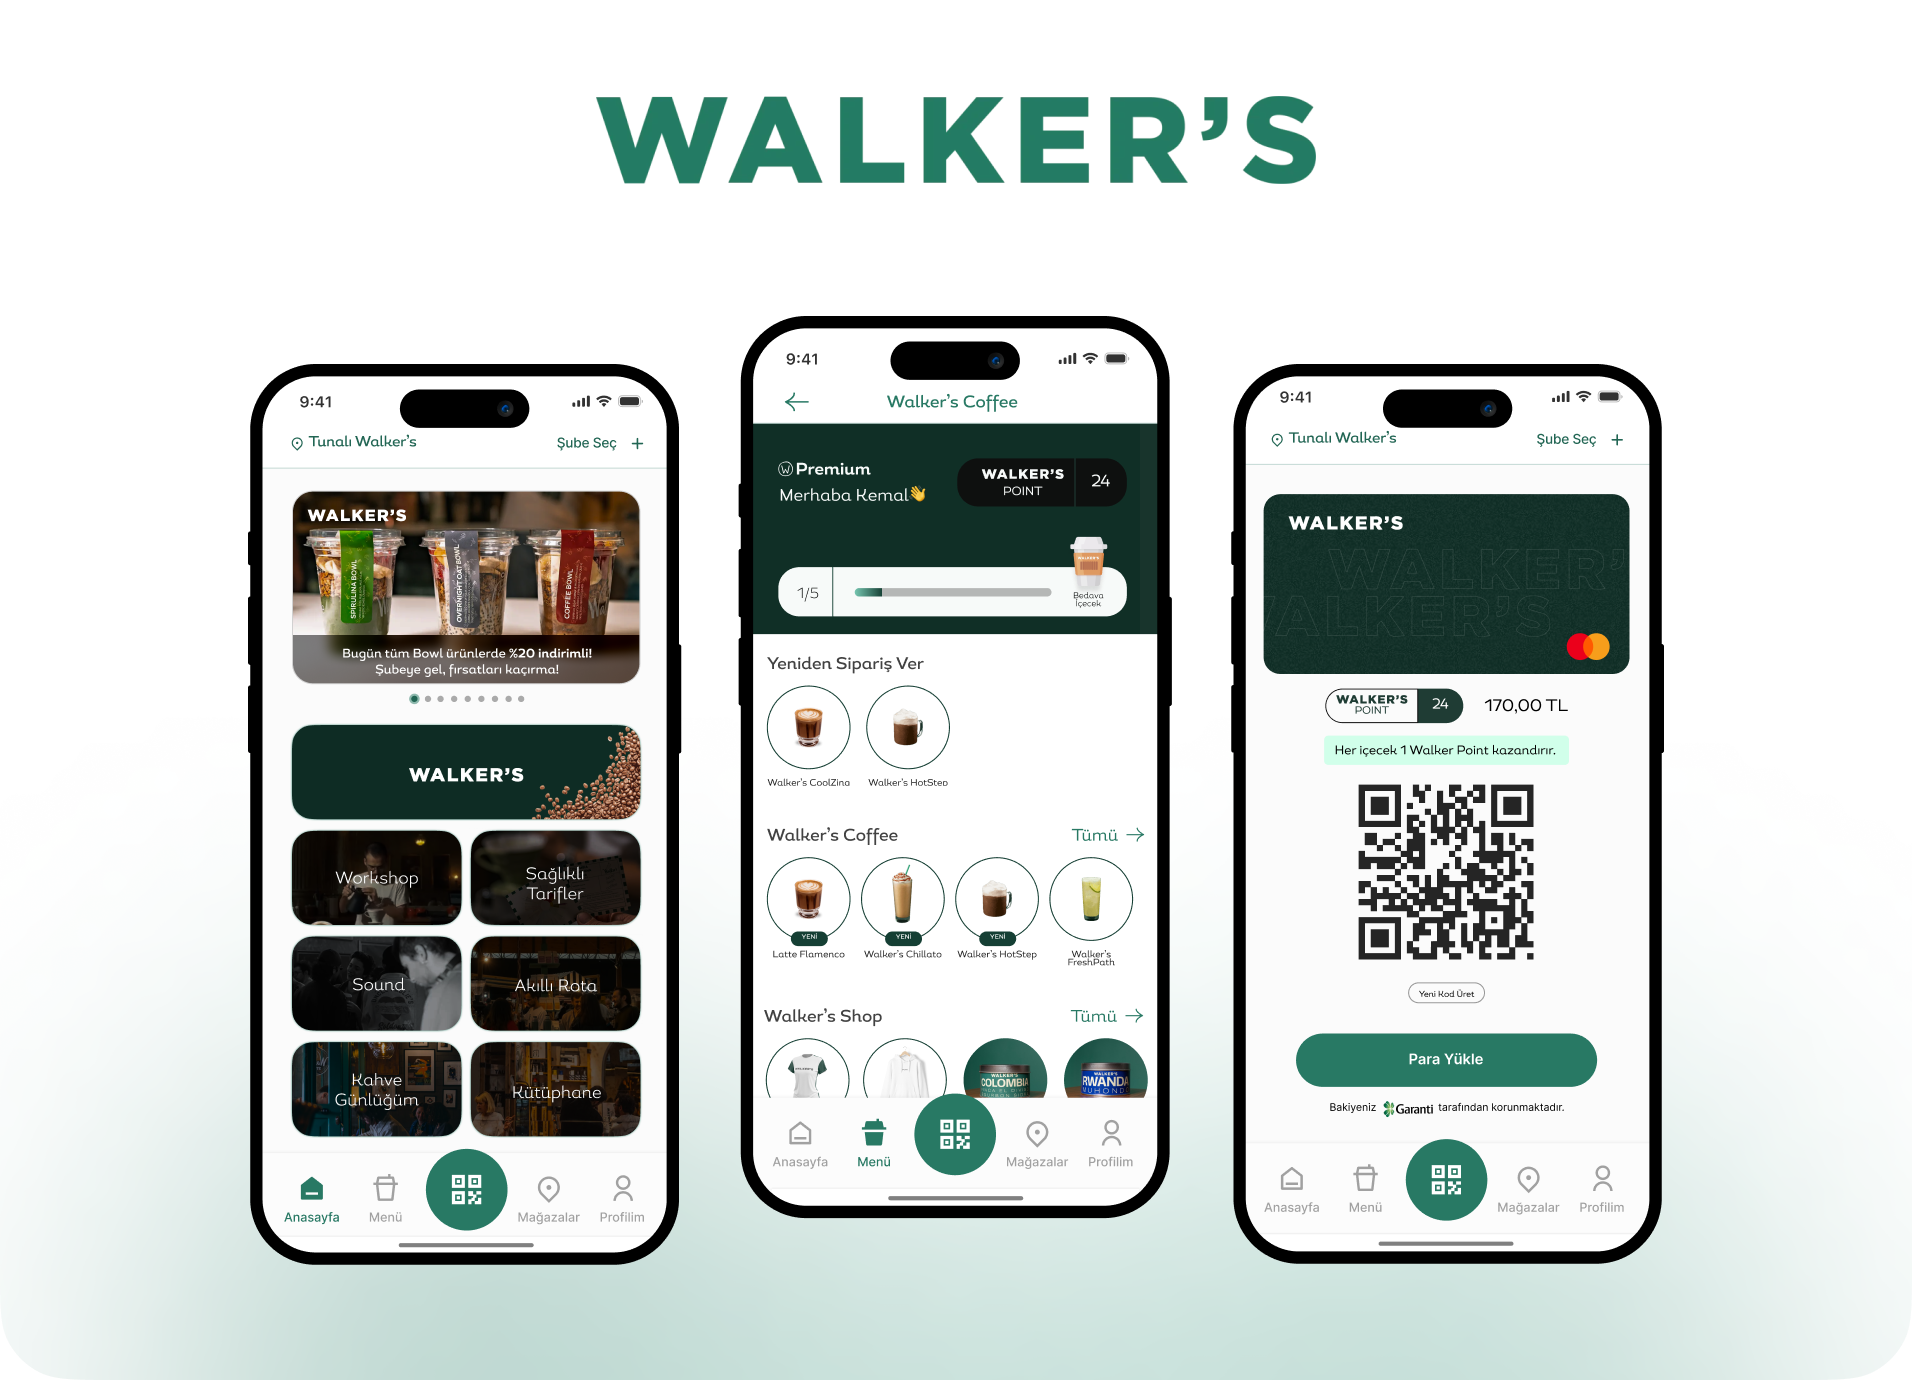 WALKER'S
9:41
Tunalı Walker's
Şube Seç +
WALKER'S
SPIRULINA BOWL
OVERNIGHT OAT BOWL
COFFEE BOWL
Bugün tüm Bowl ürünlerde %20 indirimli!
Şubeye gel, fırsatları kaçırma!
WALKER'S
Workshop
Sağlıklı
Tarifler
Sound
Akıllı Rota
Kahve
Günlüğüm
Kütüphane
Anasayfa
Menü
Mağazalar
Profilim
9:41
Walker's Coffee
Premium
Merhaba Kemal👋
WALKER'S
POINT
24
1/5
Bedava
İçecek
Yeniden Sipariş Ver
Walker's CoolZing
Walker's HotStep
Walker's Coffee
Tümü
YENİ
YENİ
YENİ
Latte Flamenco
Walker's Chillato
Walker's HotStep
Walker's
FreshPath
Walker's Shop
Tümü
WALKER'S
COLOMBIA
WALKER'S
RWANDA
MUHONDO
Anasayfa
Menü
Mağazalar
Profilim
9:41
Tunalı Walker's
Şube Seç +
WALKER'S
WALKER'
WALKER'S
WALKER'S
POINT
24
170,00 TL
Her içecek 1 Walker Point kazandırır.
Yeni Kod Üret
Para Yükle
Bakiyeniz Garanti tarafından korunmaktadır.
Anasayfa
Menü
Mağazalar
Profilim